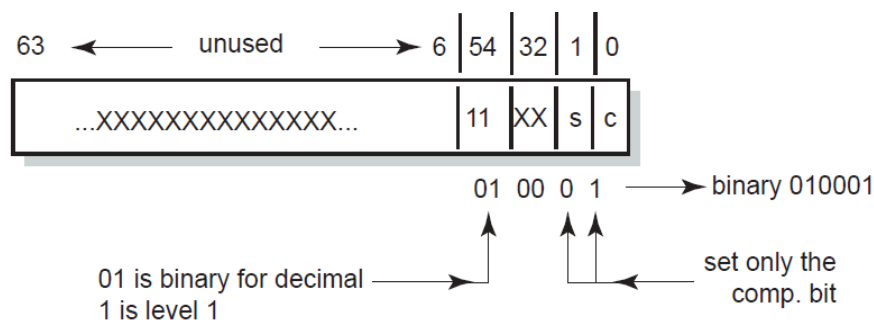 63 unused 6 54 32 1 0
...XXXXXXXXXXXXXX... 11 XX s c
01 00 0 1 binary 010001
01 is binary for decimal
1 is level 1
set only the
comp. bit